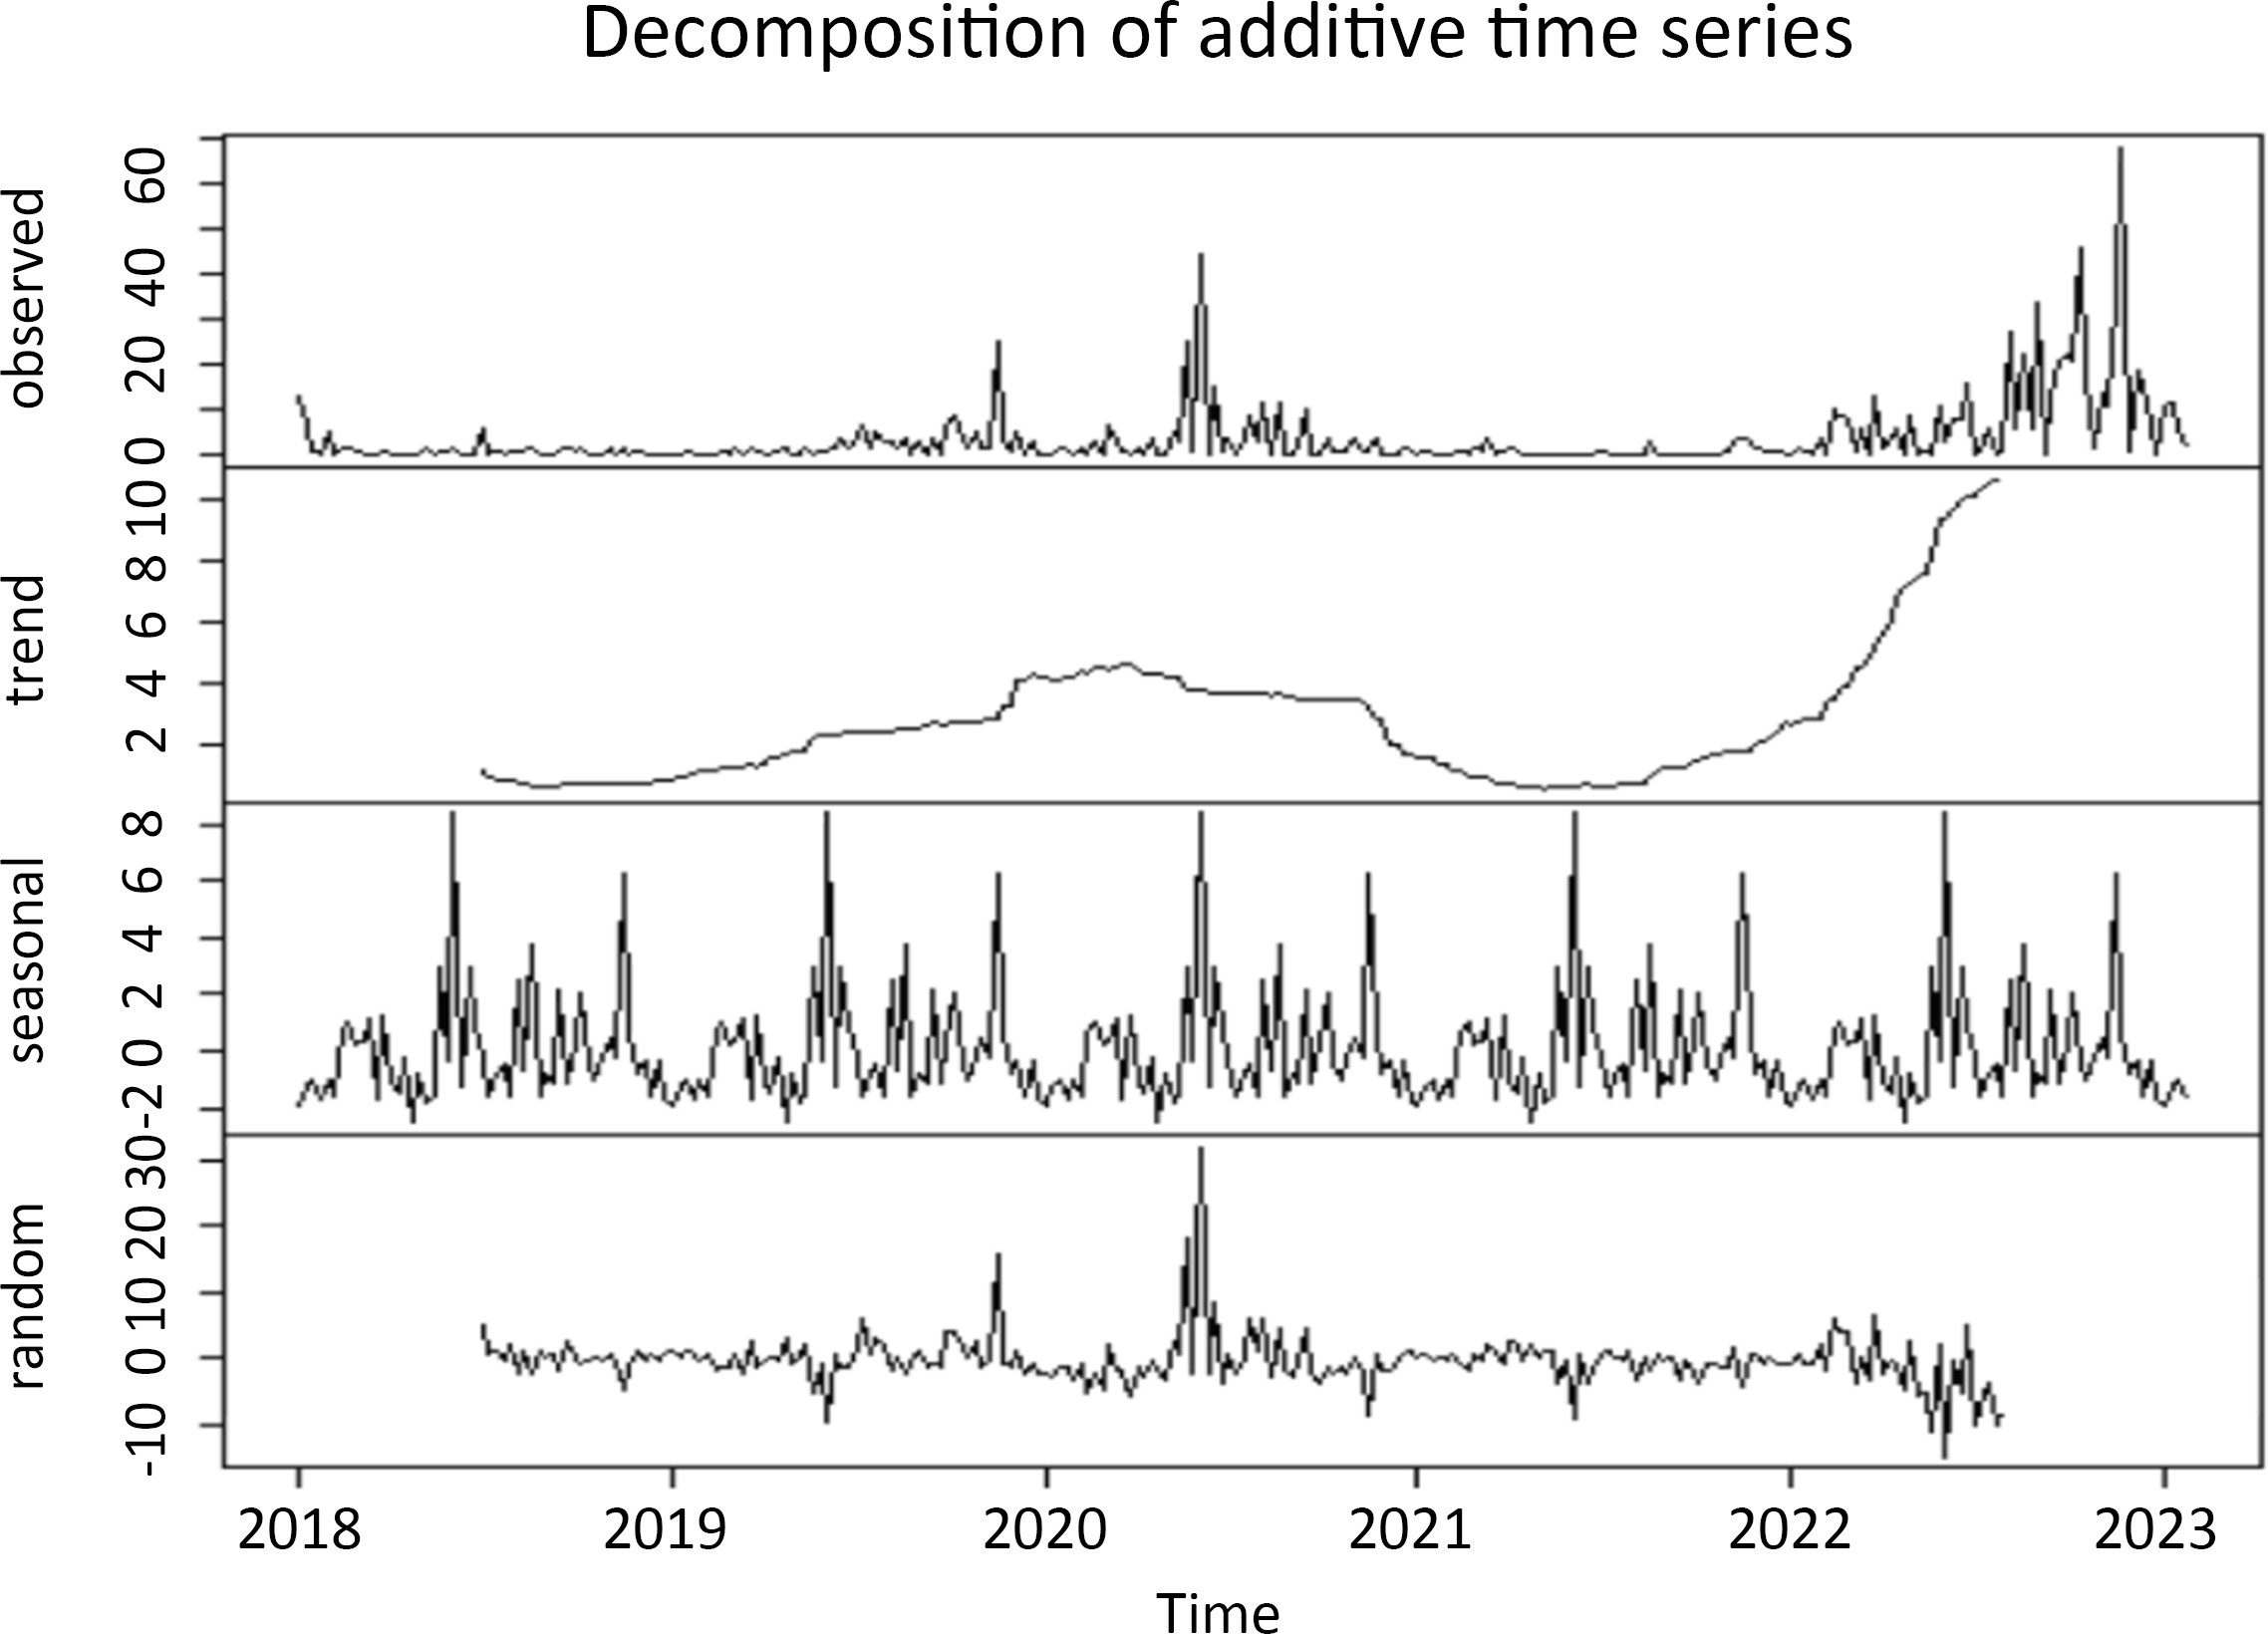 Decomposition of additive time series
observed
0 20 40 60
trend
2 4 6 8 10
seasonal
-2 0 2 4 6 8
random
-10 0 10 20 30
2018 2019 2020 2021 2022 2023
Time